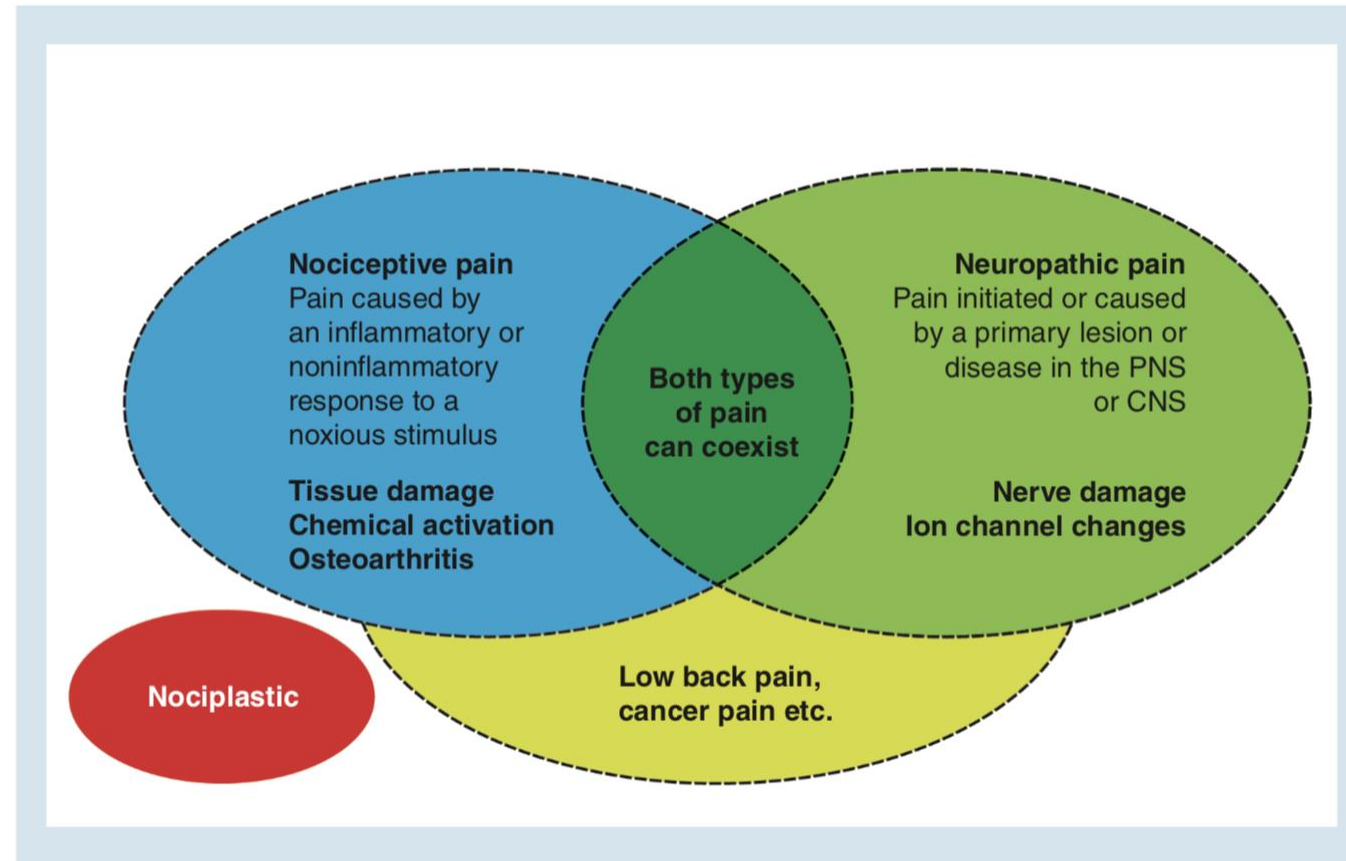 Nociceptive pain
Pain caused by
an inflammatory or
noninflammatory
response to a
noxious stimulus
Tissue damage
Chemical activation
Osteoarthritis
Both types
of pain
can coexist
Neuropathic pain
Pain initiated or caused
by a primary lesion or
disease in the PNS
or CNS
Nerve damage
Ion channel changes
Nociplastic
Low back pain,
cancer pain etc.